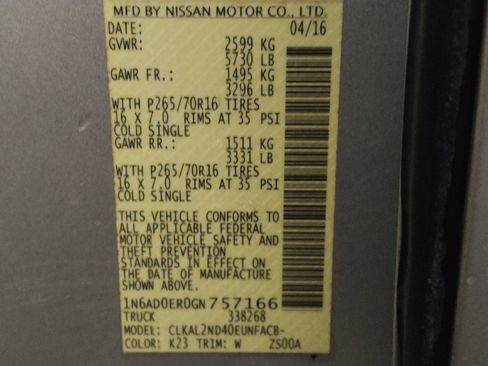 MFD BY NISSAN MOTOR CO., LTD.
DATE: 04/16
GVWR: 2599 KG
5730 LB
GAWR FR.: 1495 KG
3296 LB
WITH P265/70R16 TIRES
16 X 7.0 RIMS AT 35 PSI
COLD SINGLE
GAWR RR.: 1511 KG
3331 LB
WITH P265/70R16 TIRES
16 X 7.0 RIMS AT 35 PSI
COLD SINGLE
THIS VEHICLE CONFORMS TO
ALL APPLICABLE FEDERAL
MOTOR VEHICLE SAFETY AND
THEFT PREVENTION
STANDARDS IN EFFECT ON
THE DATE OF MANUFACTURE
SHOWN ABOVE.
1N6AD0ER0GN757166
TRUCK 338268
MODEL: CLKAL2ND40EUNFACB-
COLOR: K23 TRIM: W ZS00A